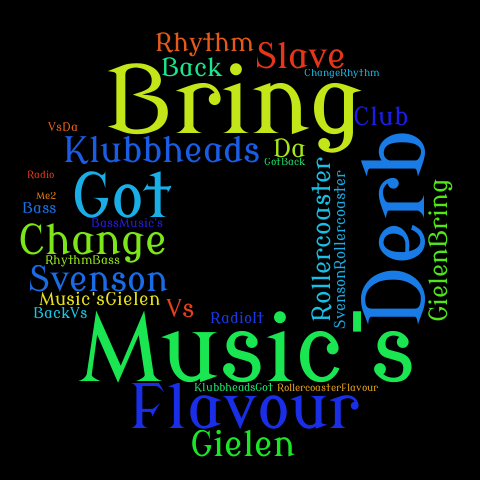 Rhythm
Slave
Back
ChangeRhythm
Bring
Club
VsDa
Klubbheads
Da
GotBack
Radio
Me2
Bass
Got
BassMusic's
Rollercoaster
SvensonRollercoaster
Derb
GielenBring
Change
RhythmBass
Svenson
Music'sGielen
BackVs
Vs
RadioIt
Music's
KlubbheadsGot
RollercoasterFlavour
Flavour
Gielen